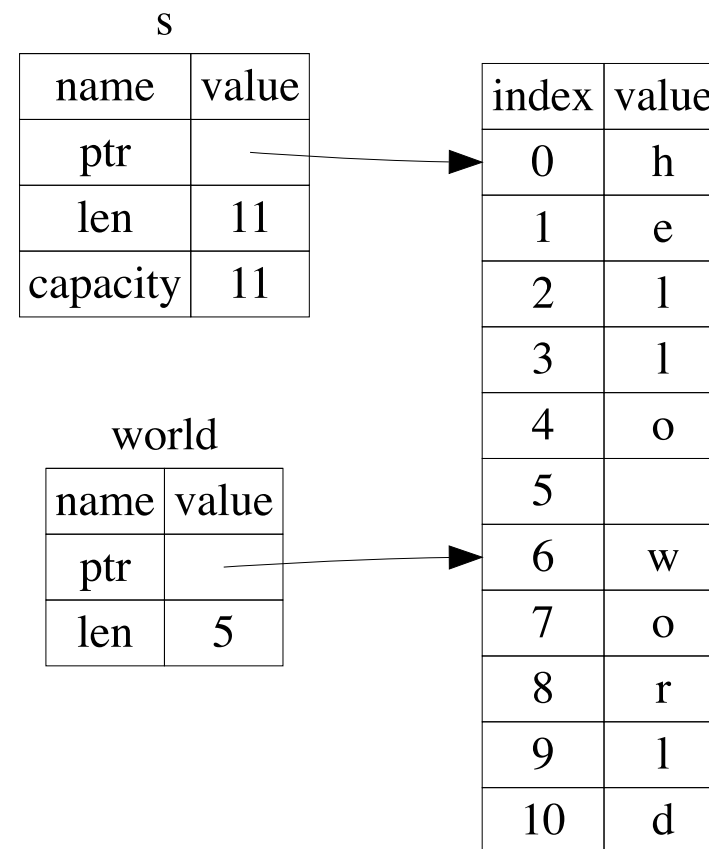 s
name value
ptr
len 11
capacity 11
world
name value
ptr
len 5
index value
0 h
1 e
2 l
3 l
4 o
5
6 w
7 o
8 r
9 l
10 d